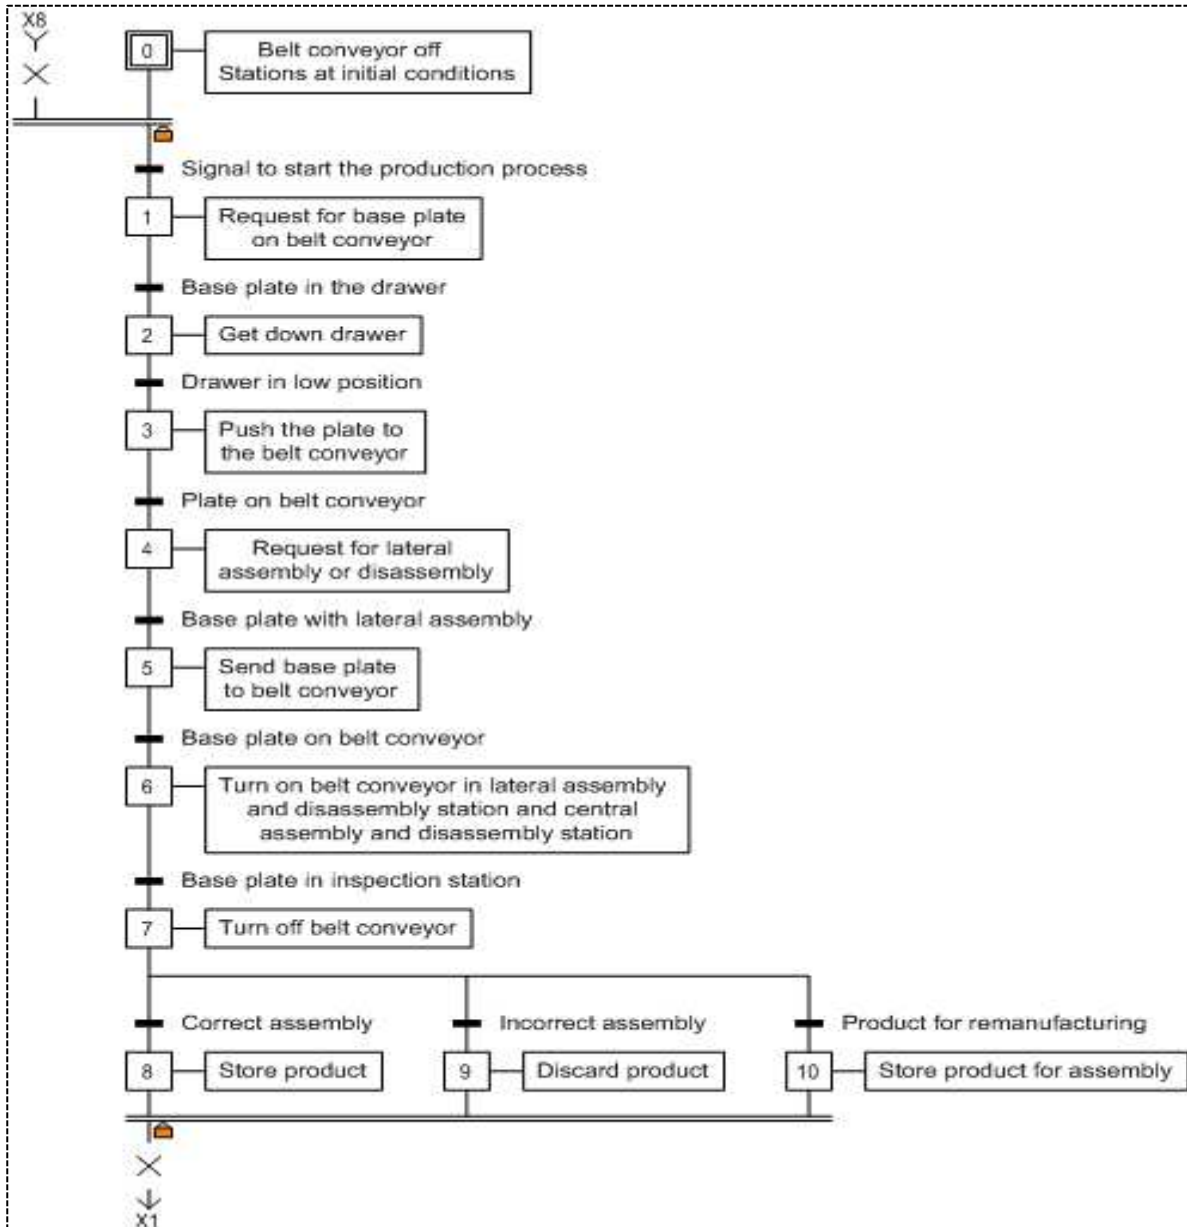 X8
0
Belt conveyor off
Stations at initial conditions
Signal to start the production process
1
Request for base plate
on belt conveyor
Base plate in the drawer
2
Get down drawer
Drawer in low position
3
Push the plate to
the belt conveyor
Plate on belt conveyor
4
Request for lateral
assembly or disassembly
Base plate with lateral assembly
5
Send base plate
to belt conveyor
Base plate on belt conveyor
6
Turn on belt conveyor in lateral assembly
and disassembly station and central
assembly and disassembly station
Base plate in inspection station
7
Turn off belt conveyor
Correct assembly
Incorrect assembly
Product for remanufacturing
8
Store product
9
Discard product
10
Store product for assembly
X1